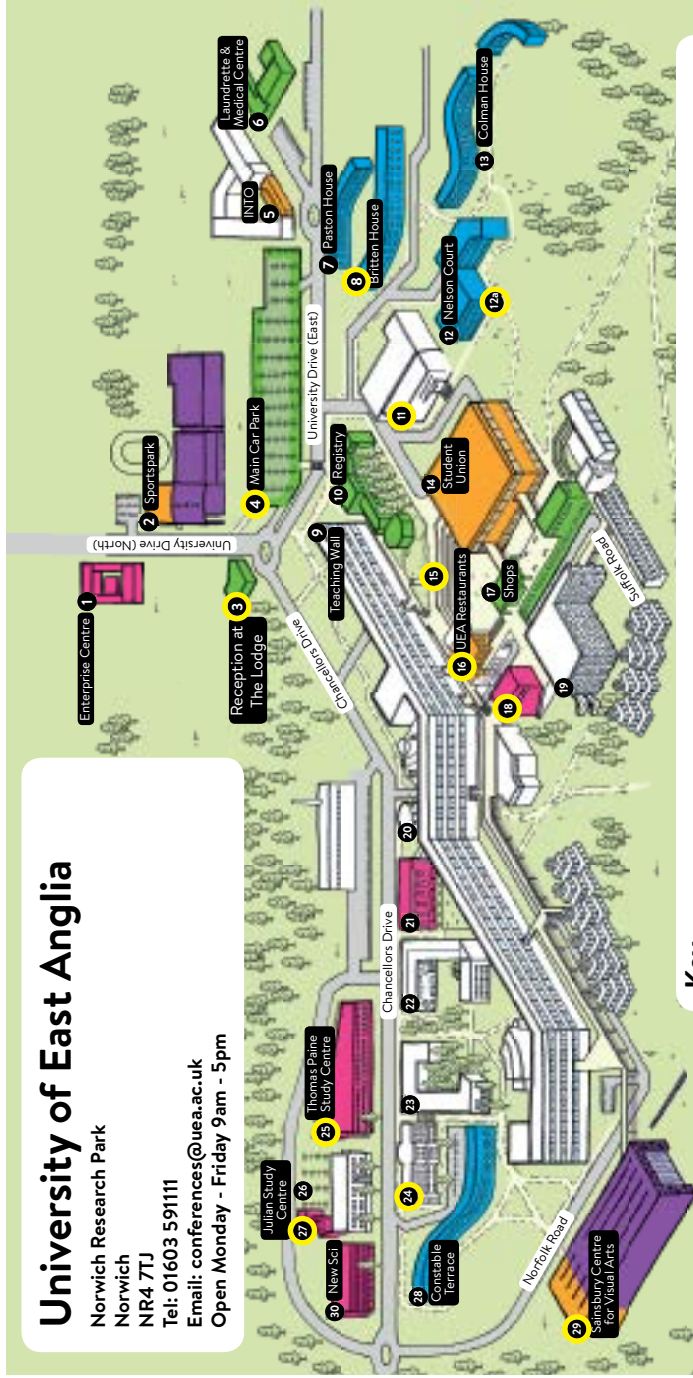 University of East Anglia
Norwich Research Park
Norwich
NR4 7TJ
Tel: 01603 591111
Email: conferences@uea.ac.uk
Open Monday - Friday 9am - 5pm
Enterprise Centre 1
2 Sportspark
University Drive (North)
3
Reception at
The Lodge
4 Main Car Park
INTO
5
Laundrette &
Medical Centre
6
University Drive (East)
7 Paston House
8
Britten House
9
Teaching Wall
10 Registry
11
12 Nelson Court
12a
13 Colman House
14
Student
Union
15
16 UEA Restaurants
17
Shops
18
19
Suffolk Road
Chancellors Drive
Chancellors Drive
20
21
22
23
24
25
Thomas Paine
Study Centre
26
Julian Study
Centre
27
28
Constable
Terrace
30 New Sci
Norfolk Road
29
Sainsbury Centre
for Visual Arts